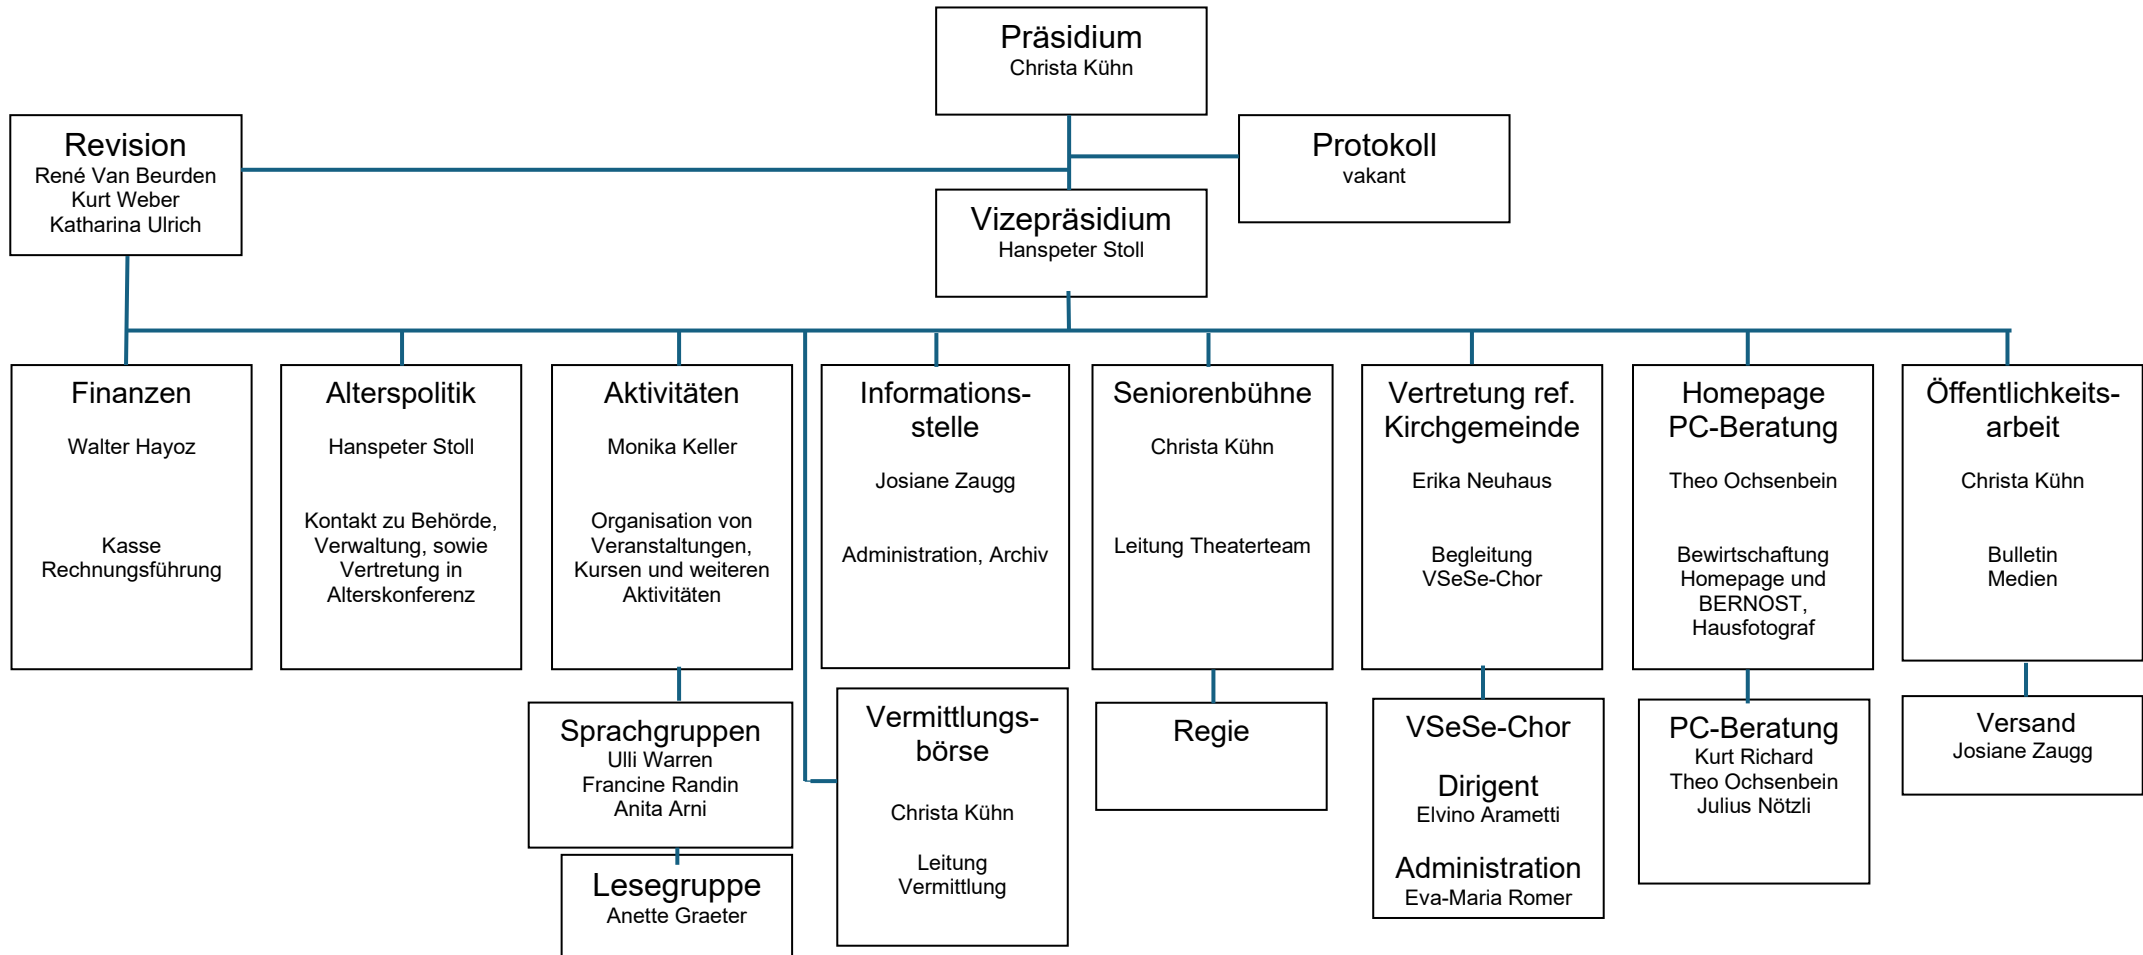 Präsidium
Christa Kühn
Revision
René Van Beurden
Kurt Weber
Katharina Ulrich
Protokoll
vakant
Vizepräsidium
Hanspeter Stoll
Finanzen
Walter Hayoz
Kasse
Rechnungsführung
Alterspolitik
Hanspeter Stoll
Kontakt zu Behörde,
Verwaltung, sowie
Vertretung in
Alterskonferenz
Aktivitäten
Monika Keller
Organisation von
Veranstaltungen,
Kursen und weiteren
Aktivitäten
Informations-
stelle
Josiane Zaugg
Administration, Archiv
Seniorenbühne
Christa Kühn
Leitung Theaterteam
Vertretung ref.
Kirchgemeinde
Erika Neuhaus
Begleitung
VSeSe-Chor
Homepage
PC-Beratung
Theo Ochsenbein
Bewirtschaftung
Homepage und
BERNOST,
Hausfotograf
Öffentlichkeits-
arbeit
Christa Kühn
Bulletin
Medien
Sprachgruppen
Ulli Warren
Francine Randin
Anita Arni
Lesegruppe
Anette Graeter
Vermittlungs-
börse
Christa Kühn
Leitung
Vermittlung
Regie
VSeSe-Chor
Dirigent
Elvino Arametti
Administration
Eva-Maria Romer
PC-Beratung
Kurt Richard
Theo Ochsenbein
Julius Nötzli
Versand
Josiane Zaugg